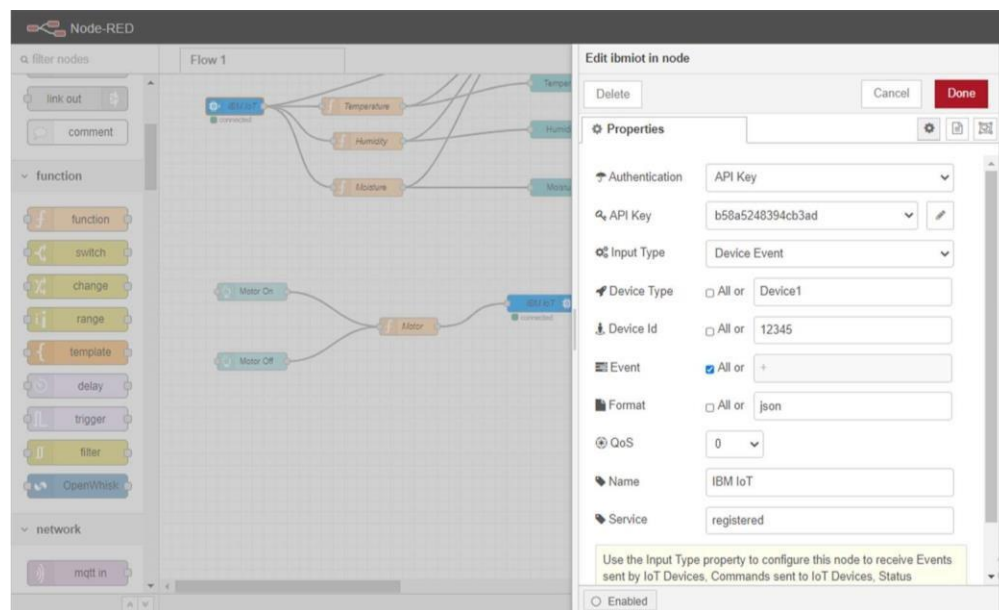 Node-RED
filter nodes
Flow 1
link out
comment
function
function
switch
change
range
template
delay
trigger
filter
OpenWhisk
network
mqtt in
IBM IoT
connected
Temperature
Humidity
Moisture
Motor On
Motor Off
Motor
IBM IoT
connected
Edit ibmiot in node
Delete
Cancel
Done
Properties
Authentication API Key
API Key b58a5248394cb3ad
Input Type Device Event
Device Type All or Device1
Device Id All or 12345
Event All or +
Format All or json
QoS 0
Name IBM IoT
Service registered
Use the Input Type property to configure this node to receive Events
sent by IoT Devices, Commands sent to IoT Devices, Status
Enabled